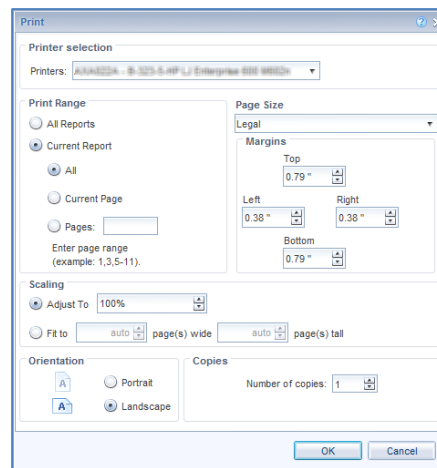 Print
Printer selection
Printers:
Print Range
All Reports
Current Report
All
Current Page
Pages:
Enter page range
(example: 1,3,5-11).
Page Size
Legal
Margins
Top
0.79 "
Left Right
0.38 " 0.38 "
Bottom
0.79 "
Scaling
Adjust To 100%
Fit to auto page(s) wide auto page(s) tall
Orientation
A Portrait
A Landscape
Copies
Number of copies: 1
OK Cancel